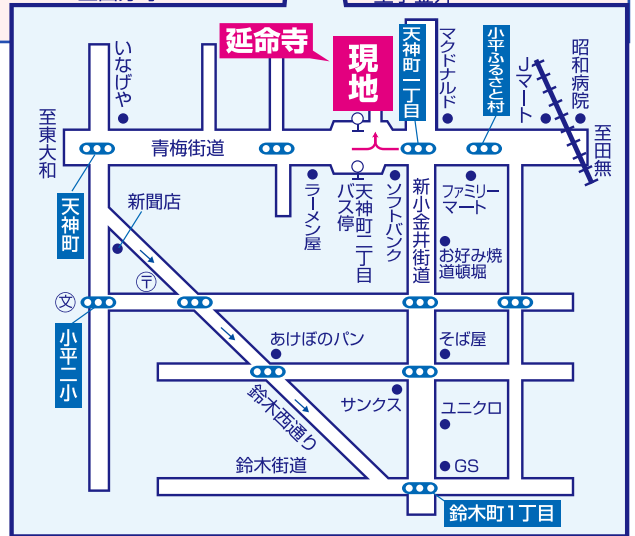 延命寺
現地
天神町二丁目
マクドナルド
小平ふるさと村
Jマート
昭和病院
いなげや
至東大和
青梅街道
至田無
天神町
新聞店
ラーメン屋
天神町二丁目
バス停
ソフトバンク
新小金井街道
ファミリー
マート
お好み焼
道頓堀
〒
文
小平二小
あけぼのパン
そば屋
鈴木西通り
サンクス
ユニクロ
鈴木街道
GS
鈴木町1丁目